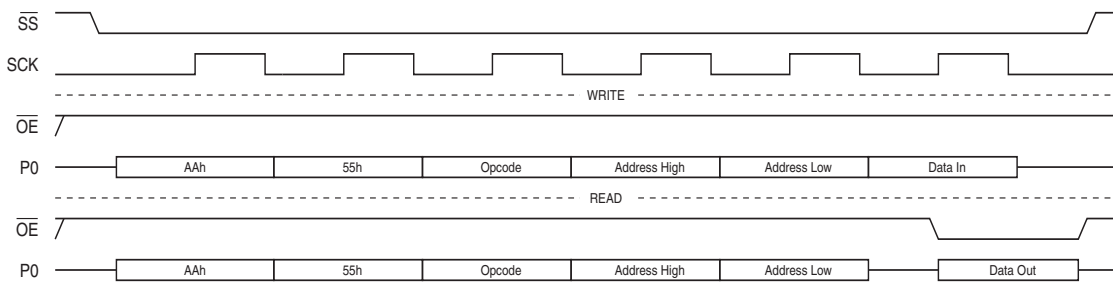 SS
SCK
WRITE
OE
P0 AAh 55h Opcode Address High Address Low Data In
READ
OE
P0 AAh 55h Opcode Address High Address Low Data Out